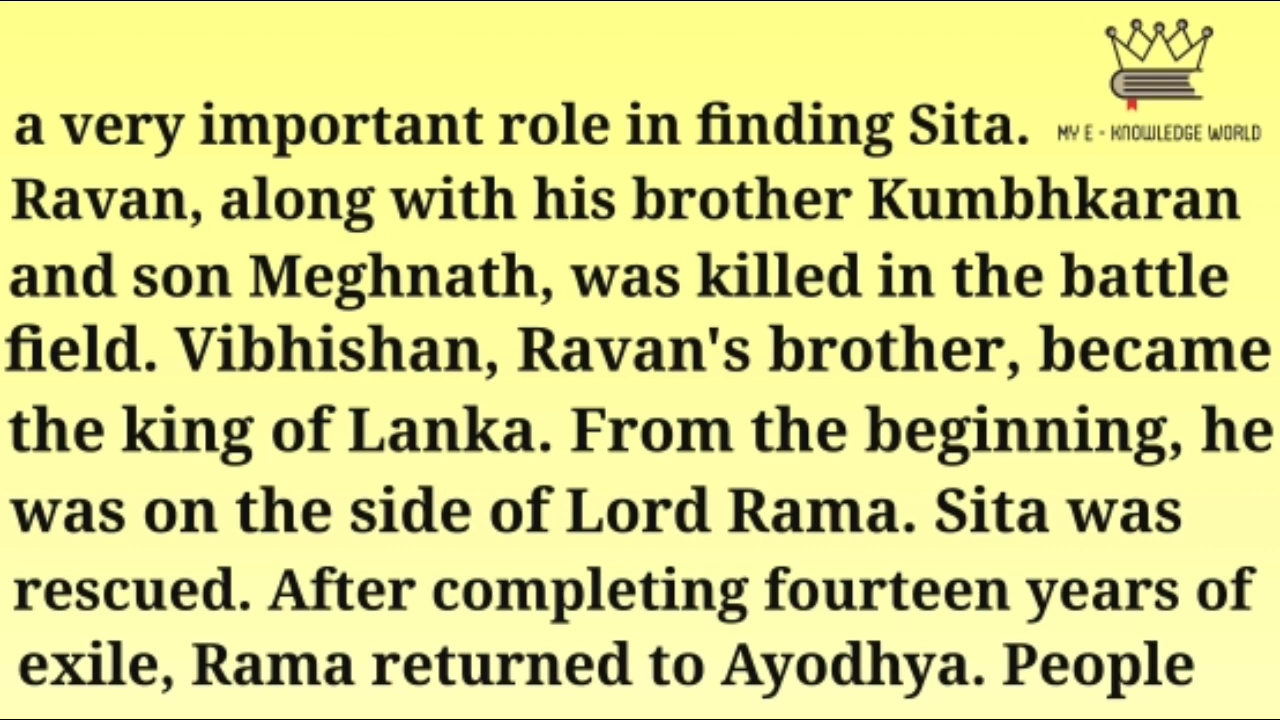 a very important role in finding Sita.
MY E - KNOWLEDGE WORLD
Ravan, along with his brother Kumbhkaran
and son Meghnath, was killed in the battle
field. Vibhishan, Ravan's brother, became
the king of Lanka. From the beginning, he
was on the side of Lord Rama. Sita was
rescued. After completing fourteen years of
exile, Rama returned to Ayodhya. People